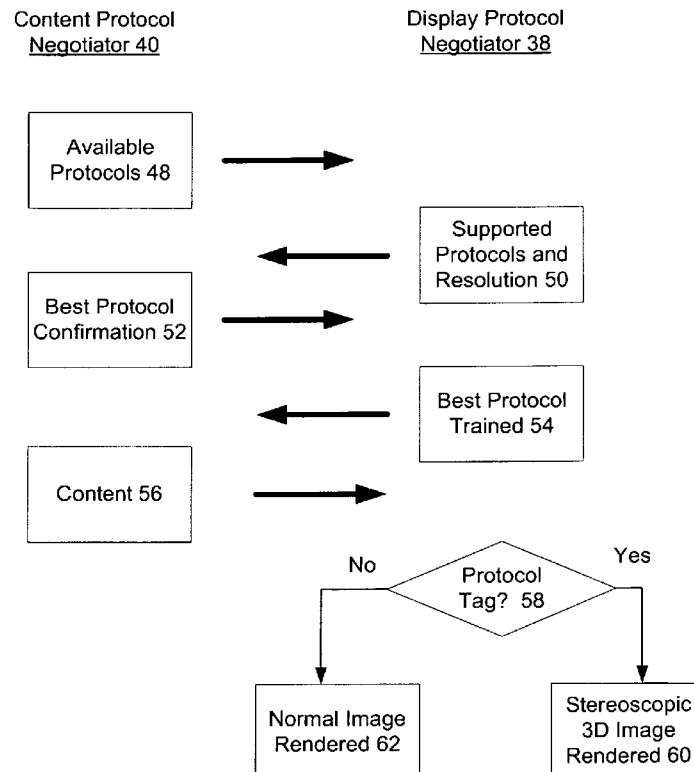 Content Protocol
Negotiator 40
Display Protocol
Negotiator 38
Available
Protocols 48
Supported
Protocols and
Resolution 50
Best Protocol
Confirmation 52
Best Protocol
Trained 54
Content 56
No
Yes
Protocol
Tag? 58
Normal Image
Rendered 62
Stereoscopic
3D Image
Rendered 60